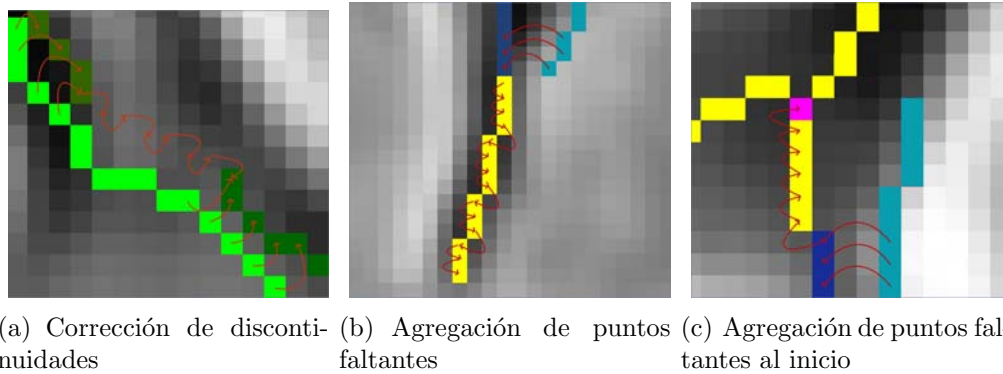 (a) Corrección de disconti-
nuidades
(b) Agregación de puntos
faltantes
(c) Agregación de puntos fal
tantes al inicio